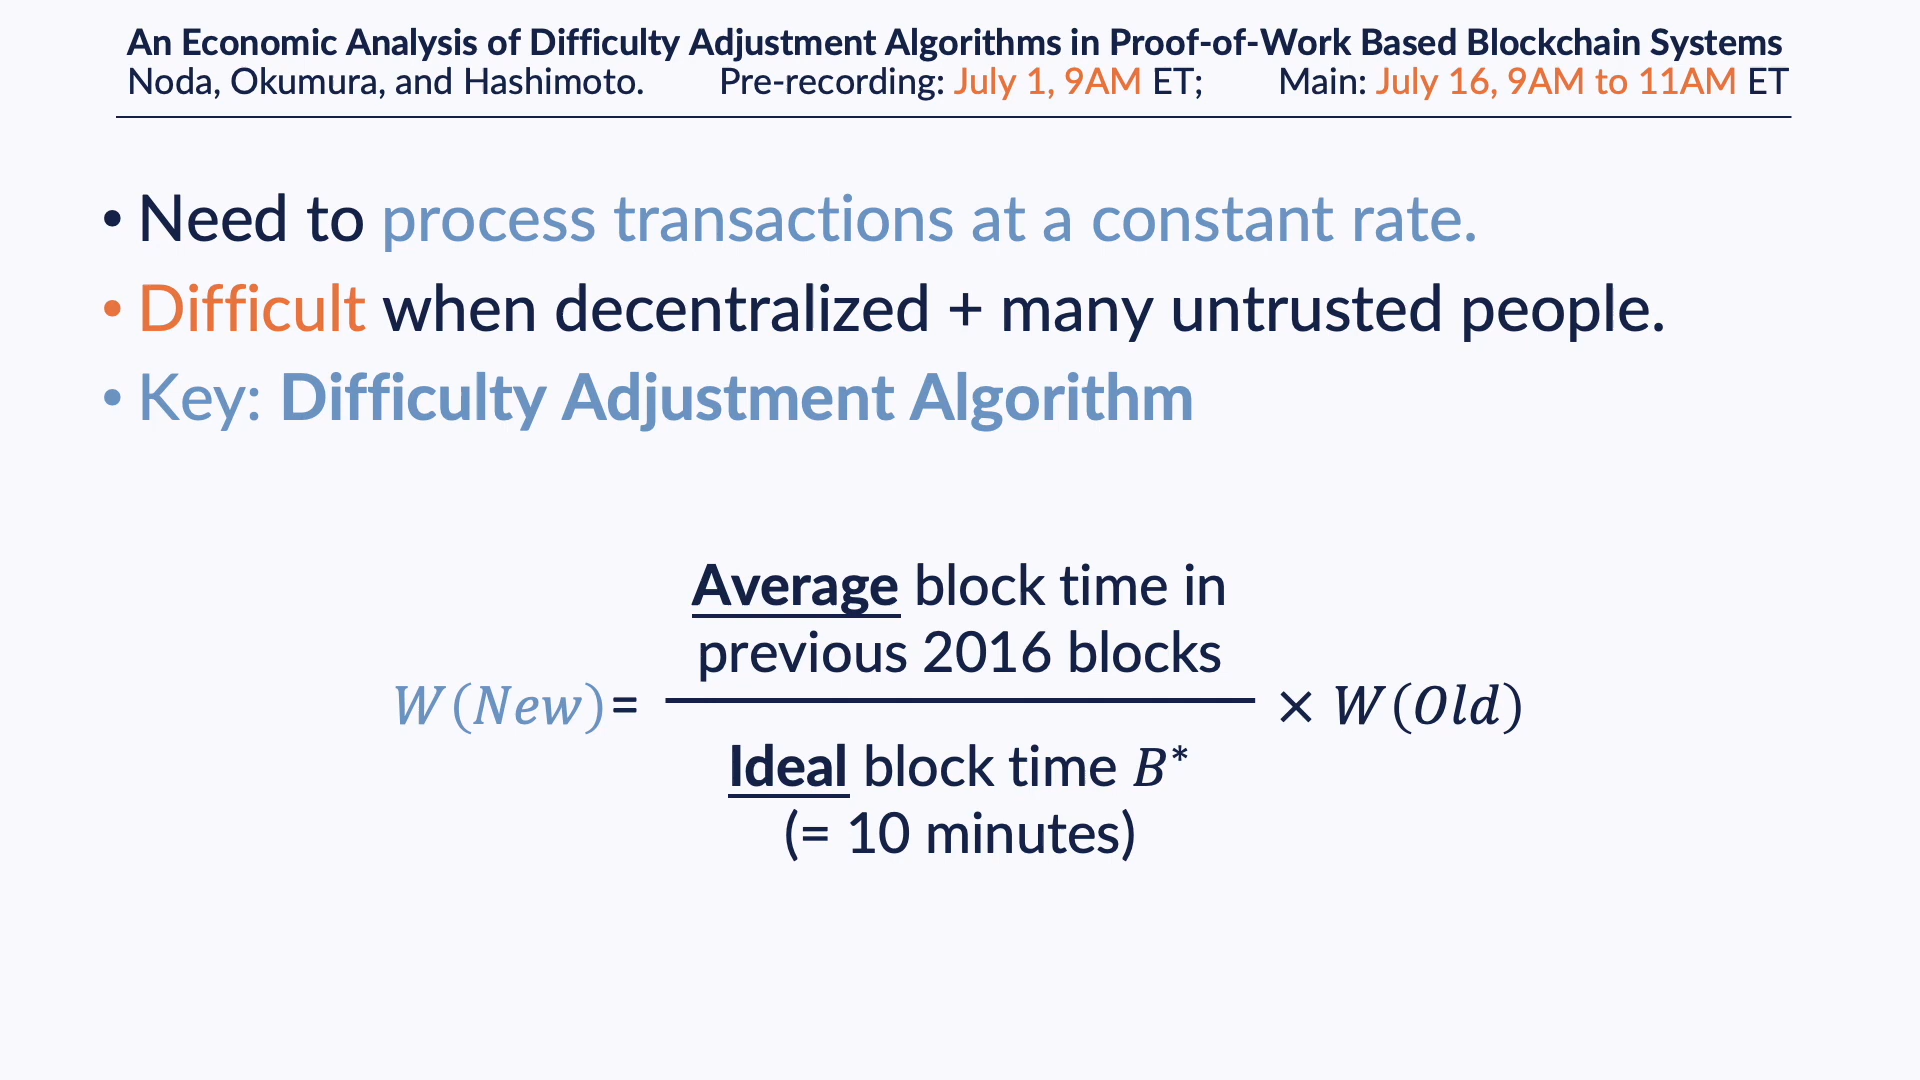 An Economic Analysis of Difficulty Adjustment Algorithms in Proof-of-Work Based Blockchain Systems
Noda, Okumura, and Hashimoto. Pre-recording: July 1, 9AM ET; Main: July 16, 9AM to 11AM ET
• Need to process transactions at a constant rate.
• Difficult when decentralized + many untrusted people.
• Key: Difficulty Adjustment Algorithm
Average block time in
previous 2016 blocks
W(New)= × W(Old)
Ideal block time B*
(= 10 minutes)